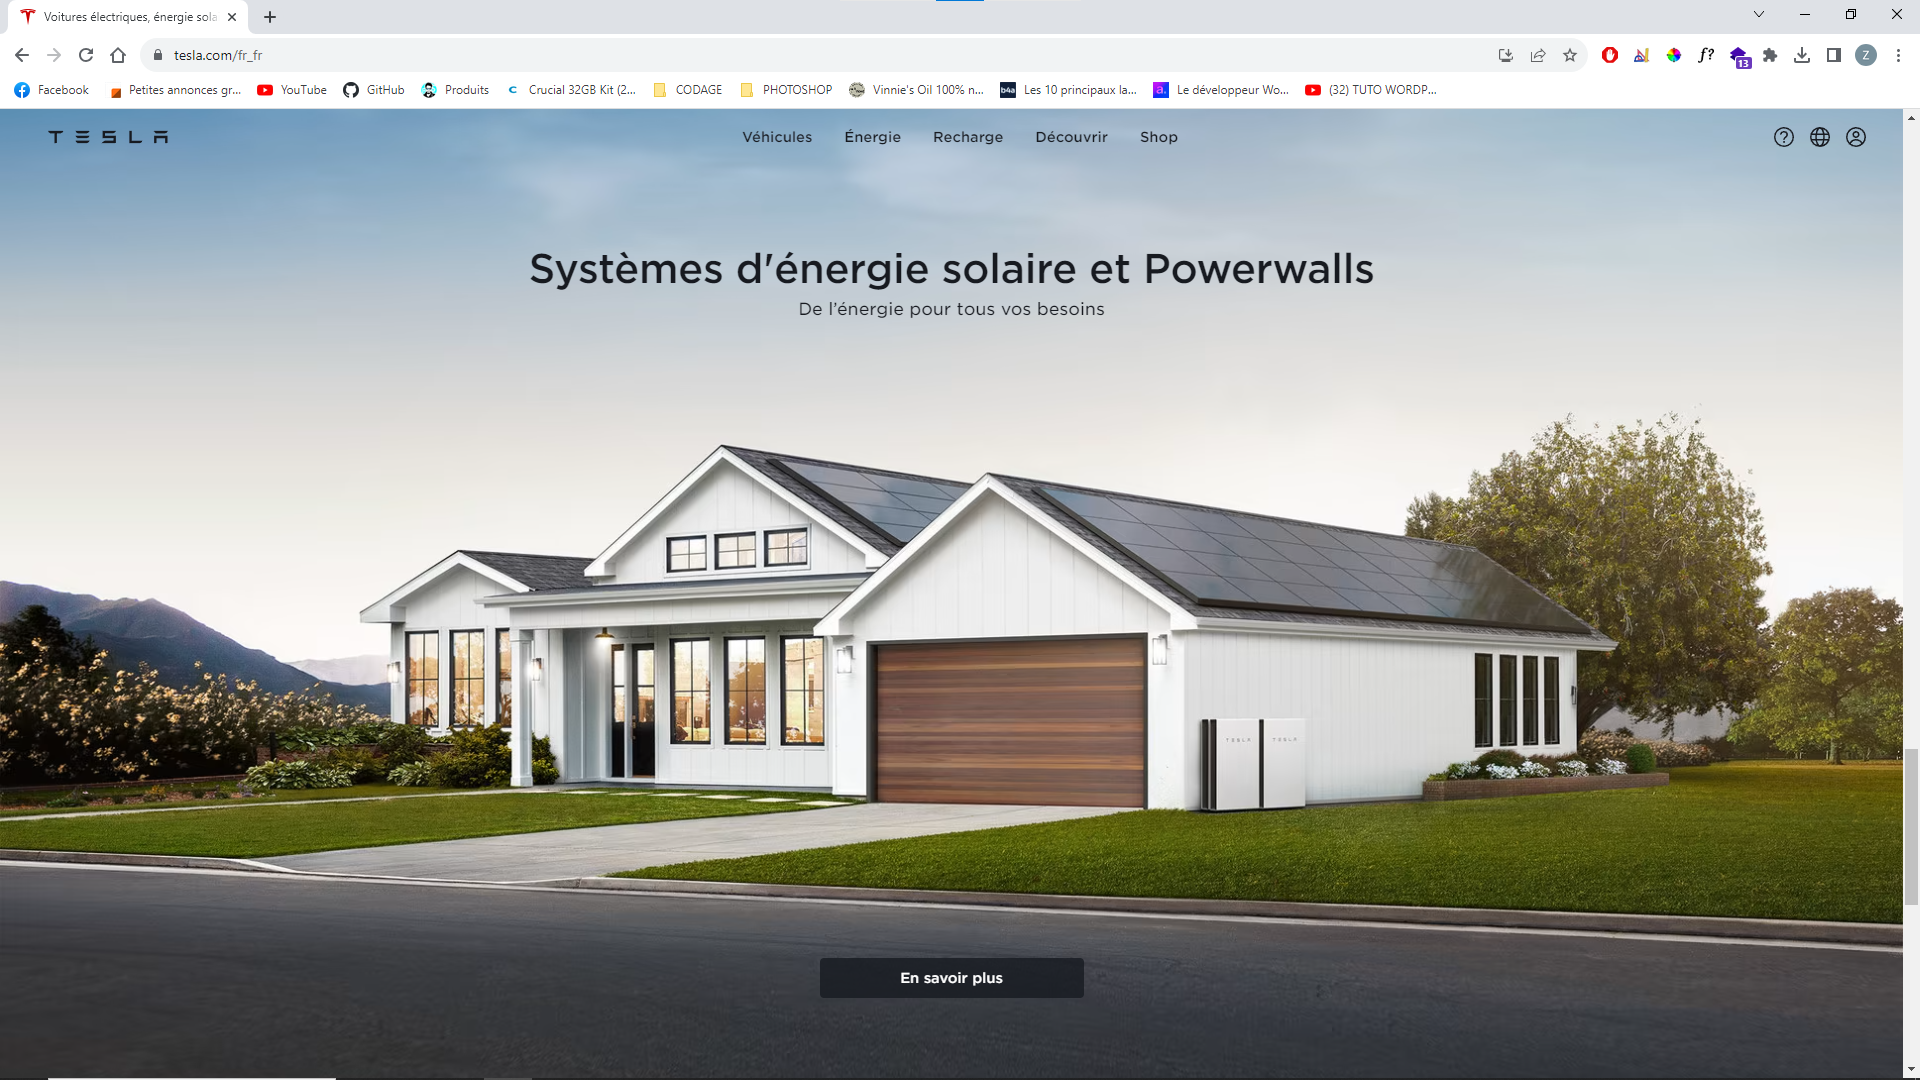 Voitures électriques, énergie sola
tesla.com/fr_fr
f?
13
Z
Facebook
Petites annonces gr...
YouTube
GitHub
Produits
C
Crucial 32GB Kit (2...
CODAGE
PHOTOSHOP
Vinnie's Oil 100% n...
b4a
Les 10 principaux la...
a.
Le développeur Wo...
(32) TUTO WORDP...
TESLA
Véhicules
Énergie
Recharge
Découvrir
Shop
Systèmes d'énergie solaire et Powerwalls
De l’énergie pour tous vos besoins
TESLA
TESLA
En savoir plus